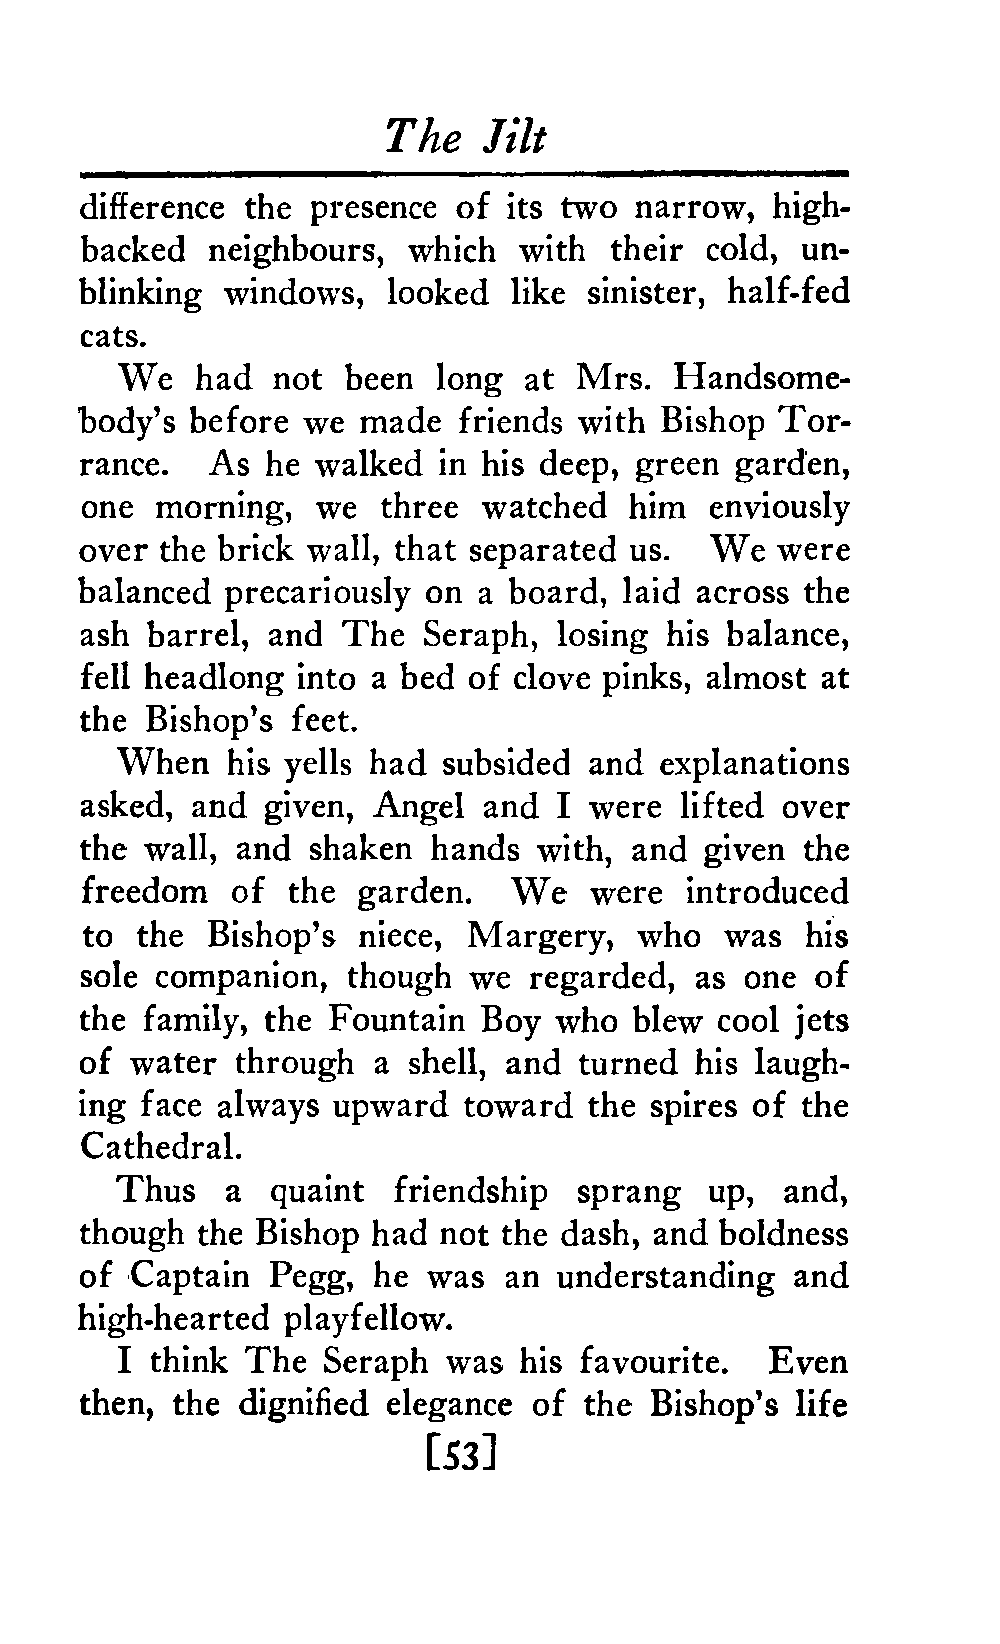 The Jilt
difference the presence of its two narrow, high-
backed neighbours, which with their cold, un-
blinking windows, looked like sinister, half-fed
cats.
We had not been long at Mrs. Handsome-
body's before we made friends with Bishop Tor-
rance. As he walked in his deep, green garden,
one morning, we three watched him enviously
over the brick wall, that separated us. We were
balanced precariously on a board, laid across the
ash barrel, and The Seraph, losing his balance,
fell headlong into a bed of clove pinks, almost at
the Bishop's feet.
When his yells had subsided and explanations
asked, and given, Angel and I were lifted over
the wall, and shaken hands with, and given the
freedom of the garden. We were introduced
to the Bishop's niece, Margery, who was his
sole companion, though we regarded, as one of
the family, the Fountain Boy who blew cool jets
of water through a shell, and turned his laugh-
ing face always upward toward the spires of the
Cathedral.
Thus a quaint friendship sprang up, and,
though the Bishop had not the dash, and boldness
of Captain Pegg, he was an understanding and
high-hearted playfellow.
I think The Seraph was his favourite. Even
then, the dignified elegance of the Bishop's life
[53]